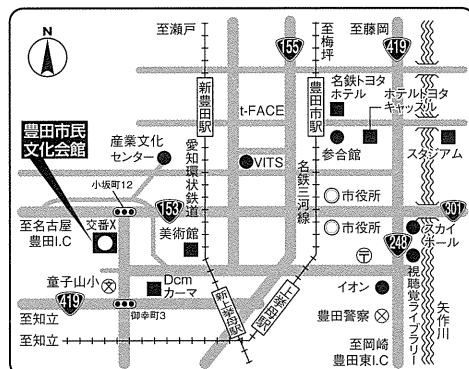 N
至瀬戸
155
至梅坪
至藤岡
419
新豊田駅
豊田市駅
名鉄トヨタ
ホテル
ホテルトヨタ
キャッスル
t-FACE
豊田市民
文化会館
産業文化
センター
愛知環状鉄道
VITS
名鉄三河線
参合館
スタジアム
小坂町12
153
市役所
301
至名古屋
豊田I.C
交番X
美術館
市役所
248
スカイ
ホール
〒
視聴覚ライブラリー
矢作川
童子山小
文
Dcm
カーマ
新上挙母駅
上挙母駅
イオン
419
御幸町3
豊田警察
至知立
至知立
至岡崎
豊田東I.C